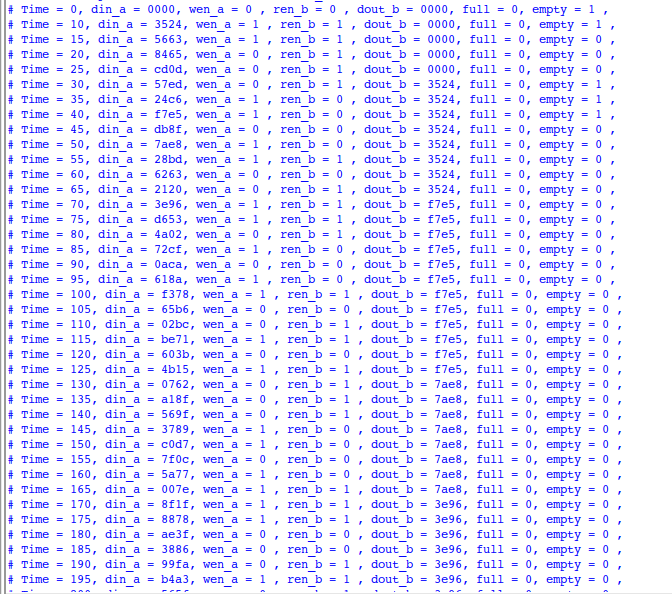 # Time = 0, din_a = 0000, wen_a = 0 , ren_b = 0 , dout_b = 0000, full = 0, empty = 1 ,
# Time = 10, din_a = 3524, wen_a = 1 , ren_b = 1 , dout_b = 0000, full = 0, empty = 1 ,
# Time = 15, din_a = 5663, wen_a = 1 , ren_b = 1 , dout_b = 0000, full = 0, empty = 0 ,
# Time = 20, din_a = 8465, wen_a = 0 , ren_b = 1 , dout_b = 0000, full = 0, empty = 0 ,
# Time = 25, din_a = cd0d, wen_a = 0 , ren_b = 1 , dout_b = 0000, full = 0, empty = 0 ,
# Time = 30, din_a = 57ed, wen_a = 1 , ren_b = 0 , dout_b = 3524, full = 0, empty = 1 ,
# Time = 35, din_a = 24c6, wen_a = 1 , ren_b = 0 , dout_b = 3524, full = 0, empty = 1 ,
# Time = 40, din_a = f7e5, wen_a = 1 , ren_b = 0 , dout_b = 3524, full = 0, empty = 1 ,
# Time = 45, din_a = db8f, wen_a = 0 , ren_b = 0 , dout_b = 3524, full = 0, empty = 0 ,
# Time = 50, din_a = 7ae8, wen_a = 1 , ren_b = 0 , dout_b = 3524, full = 0, empty = 0 ,
# Time = 55, din_a = 28bd, wen_a = 1 , ren_b = 1 , dout_b = 3524, full = 0, empty = 0 ,
# Time = 60, din_a = 6263, wen_a = 0 , ren_b = 0 , dout_b = 3524, full = 0, empty = 0 ,
# Time = 65, din_a = 2120, wen_a = 0 , ren_b = 1 , dout_b = 3524, full = 0, empty = 0 ,
# Time = 70, din_a = 3e96, wen_a = 1 , ren_b = 1 , dout_b = f7e5, full = 0, empty = 0 ,
# Time = 75, din_a = d653, wen_a = 1 , ren_b = 0 , dout_b = f7e5, full = 0, empty = 0 ,
# Time = 80, din_a = 4a02, wen_a = 0 , ren_b = 1 , dout_b = f7e5, full = 0, empty = 0 ,
# Time = 85, din_a = 72cf, wen_a = 1 , ren_b = 0 , dout_b = f7e5, full = 0, empty = 0 ,
# Time = 90, din_a = 0aca, wen_a = 0 , ren_b = 0 , dout_b = f7e5, full = 0, empty = 0 ,
# Time = 95, din_a = 618a, wen_a = 1 , ren_b = 0 , dout_b = f7e5, full = 0, empty = 0 ,
# Time = 100, din_a = f378, wen_a = 1 , ren_b = 1 , dout_b = f7e5, full = 0, empty = 0 ,
# Time = 105, din_a = 65b6, wen_a = 0 , ren_b = 0 , dout_b = f7e5, full = 0, empty = 0 ,
# Time = 110, din_a = 02bc, wen_a = 0 , ren_b = 1 , dout_b = f7e5, full = 0, empty = 0 ,
# Time = 115, din_a = be71, wen_a = 1 , ren_b = 1 , dout_b = f7e5, full = 0, empty = 0 ,
# Time = 120, din_a = 603b, wen_a = 0 , ren_b = 0 , dout_b = f7e5, full = 0, empty = 0 ,
# Time = 125, din_a = 4b15, wen_a = 1 , ren_b = 1 , dout_b = f7e5, full = 0, empty = 0 ,
# Time = 130, din_a = 0762, wen_a = 0 , ren_b = 1 , dout_b = 7ae8, full = 0, empty = 0 ,
# Time = 135, din_a = a18f, wen_a = 0 , ren_b = 0 , dout_b = 7ae8, full = 0, empty = 0 ,
# Time = 140, din_a = 569f, wen_a = 0 , ren_b = 1 , dout_b = 7ae8, full = 0, empty = 0 ,
# Time = 145, din_a = 3789, wen_a = 0 , ren_b = 1 , dout_b = 7ae8, full = 0, empty = 0 ,
# Time = 150, din_a = c0d7, wen_a = 1 , ren_b = 0 , dout_b = 7ae8, full = 0, empty = 0 ,
# Time = 155, din_a = 7f0c, wen_a = 0 , ren_b = 0 , dout_b = 7ae8, full = 0, empty = 0 ,
# Time = 160, din_a = 5a77, wen_a = 1 , ren_b = 0 , dout_b = 7ae8, full = 0, empty = 0 ,
# Time = 165, din_a = 007e, wen_a = 1 , ren_b = 1 , dout_b = 7ae8, full = 0, empty = 0 ,
# Time = 170, din_a = 8f1f, wen_a = 0 , ren_b = 1 , dout_b = 3e96, full = 0, empty = 0 ,
# Time = 175, din_a = 8878, wen_a = 1 , ren_b = 1 , dout_b = 3e96, full = 0, empty = 0 ,
# Time = 180, din_a = ae3f, wen_a = 0 , ren_b = 0 , dout_b = 3e96, full = 0, empty = 0 ,
# Time = 185, din_a = 3886, wen_a = 0 , ren_b = 0 , dout_b = 3e96, full = 0, empty = 0 ,
# Time = 190, din_a = 99fa, wen_a = 0 , ren_b = 1 , dout_b = 3e96, full = 0, empty = 0 ,
# Time = 195, din_a = b4a3, wen_a = 1 , ren_b = 1 , dout_b = 3e96, full = 0, empty = 0 ,